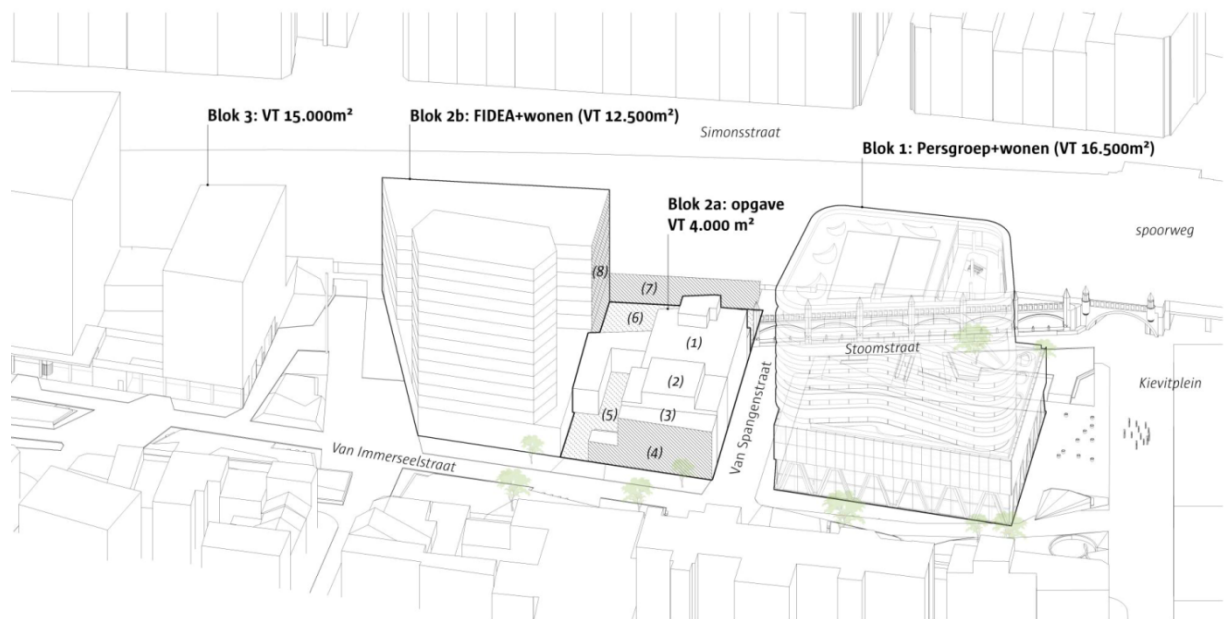 Blok 3: VT 15.000m²
Blok 2b: FIDEA+wonen (VT 12.500m²)
Simonsstraat
Blok 1: Persgroep+wonen (VT 16.500m²)
Blok 2a: opgave
VT 4.000 m²
spoorweg
(8)
(7)
(6)
(1)
Stoomstraat
(2)
Kievitplein
(5)
(3)
Van Spangenstraat
(4)
Van Immerseelstraat